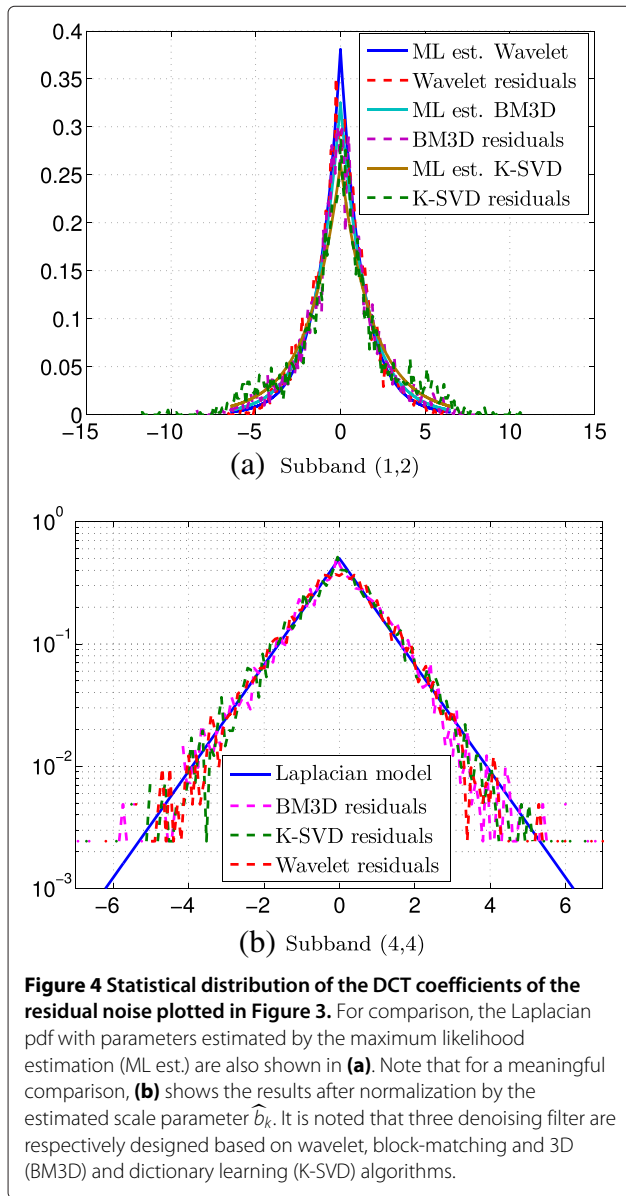 0.4
0.35
0.3
0.25
0.2
0.15
0.1
0.05
0
ML est. Wavelet
Wavelet residuals
ML est. BM3D
BM3D residuals
ML est. K-SVD
K-SVD residuals
−15 −10 −5 0 5 10 15
(a) Subband (1,2)
10^0
10^−1
10^−2
10^−3
Laplacian model
BM3D residuals
K-SVD residuals
Wavelet residuals
−6 −4 −2 0 2 4 6
(b) Subband (4,4)
Figure 4 Statistical distribution of the DCT coefficients of the
residual noise plotted in Figure 3. For comparison, the Laplacian
pdf with parameters estimated by the maximum likelihood
estimation (ML est.) are also shown in (a). Note that for a meaningful
comparison, (b) shows the results after normalization by the
estimated scale parameter \widehat{b}_k. It is noted that three denoising filter are
respectively designed based on wavelet, block-matching and 3D
(BM3D) and dictionary learning (K-SVD) algorithms.